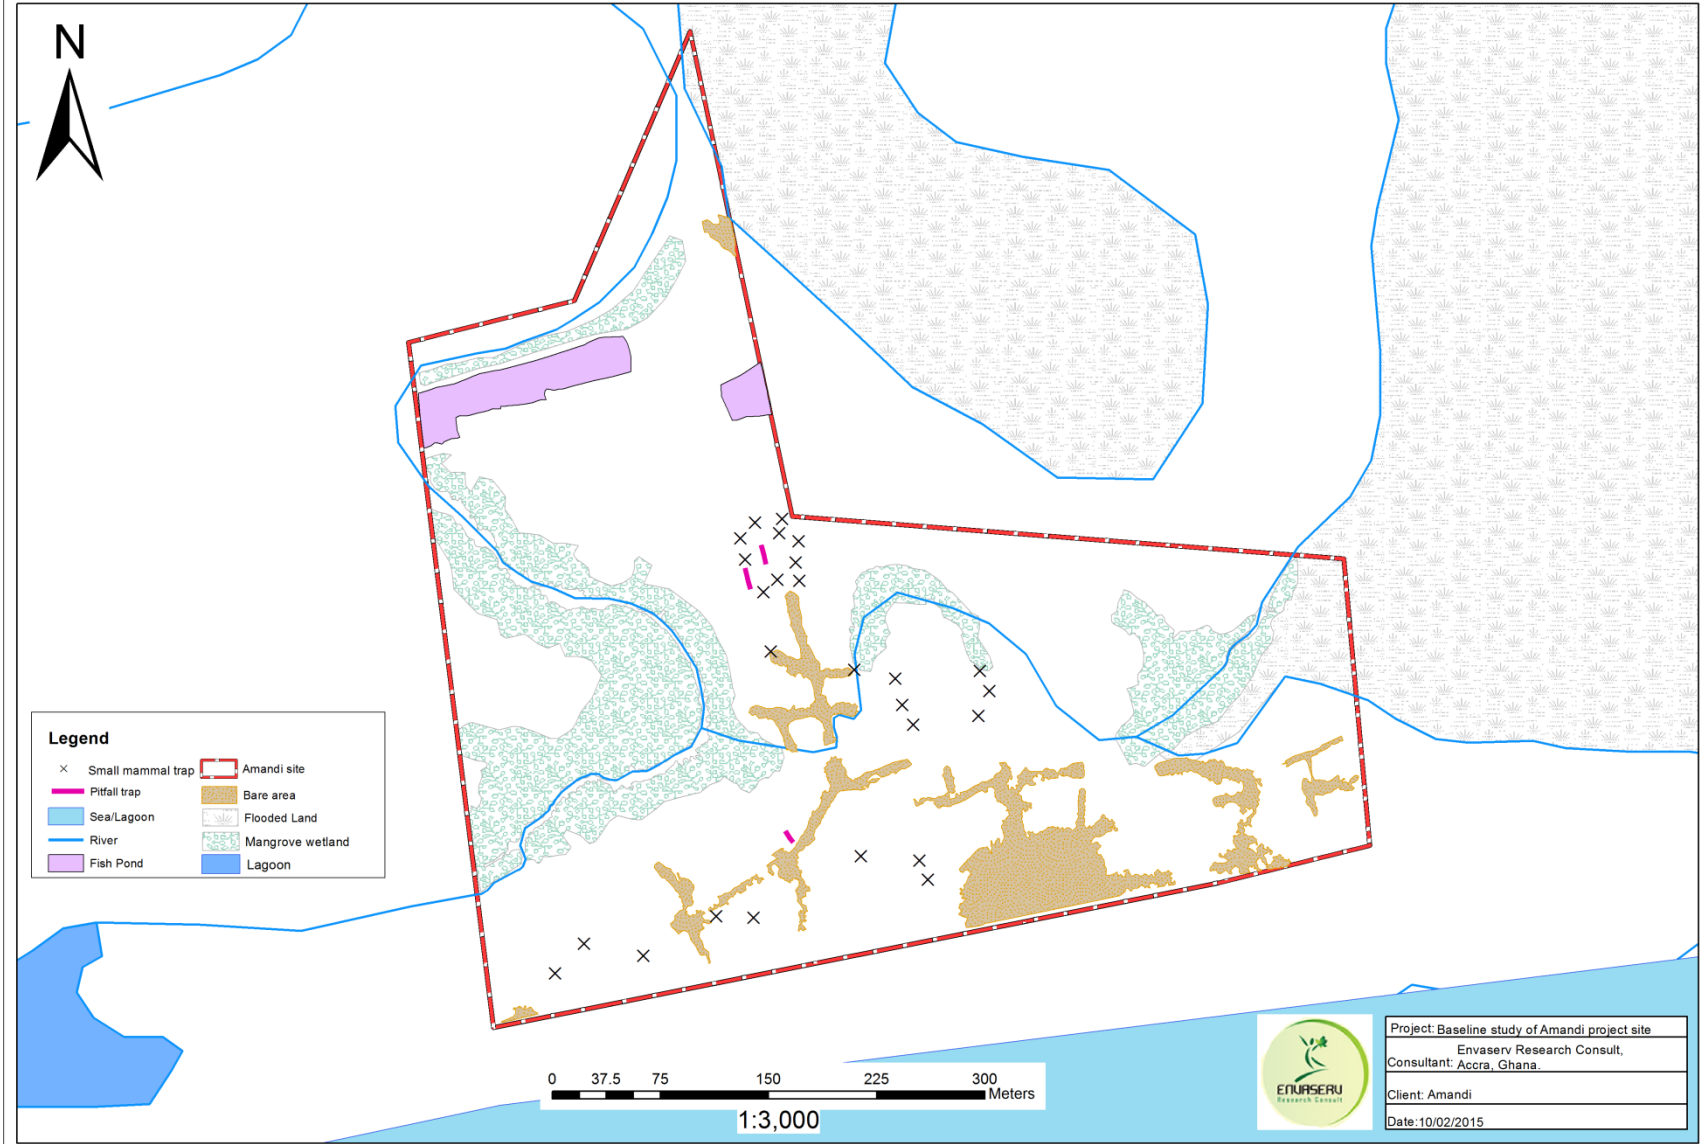 N
Legend
Small mammal trap
Amandi site
Pitfall trap
Bare area
Sea/Lagoon
Flooded Land
River
Mangrove wetland
Fish Pond
Lagoon
0 37.5 75 150 225 300
Meters
1:3,000
ENVASERV
Research Consult
Project: Baseline study of Amandi project site
Consultant: Envaserv Research Consult,
Accra, Ghana.
Client: Amandi
Date:10/02/2015